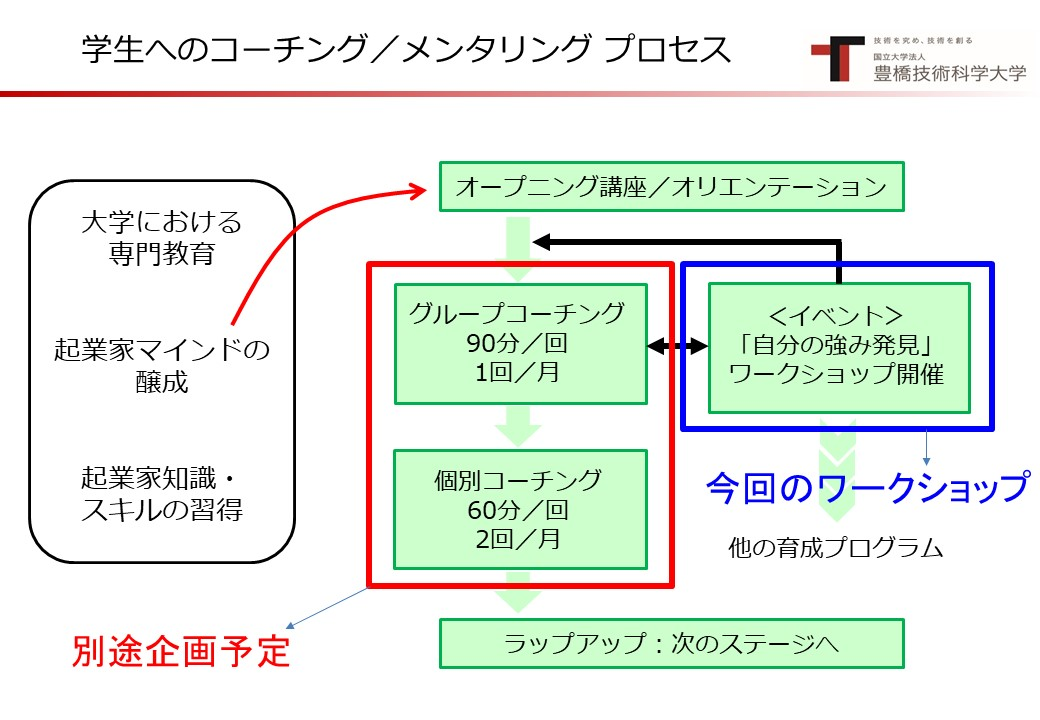 学生へのコーチング／メンタリング プロセス
技術を究め、技術を創る
国立大学法人
豊橋技術科学大学
大学における
専門教育
起業家マインドの
醸成
起業家知識・
スキルの習得
オープニング講座／オリエンテーション
グループコーチング
90分／回
1回／月
＜イベント＞
「自分の強み発見」
ワークショップ開催
個別コーチング
60分／回
2回／月
今回のワークショップ
他の育成プログラム
別途企画予定
ラップアップ：次のステージへ